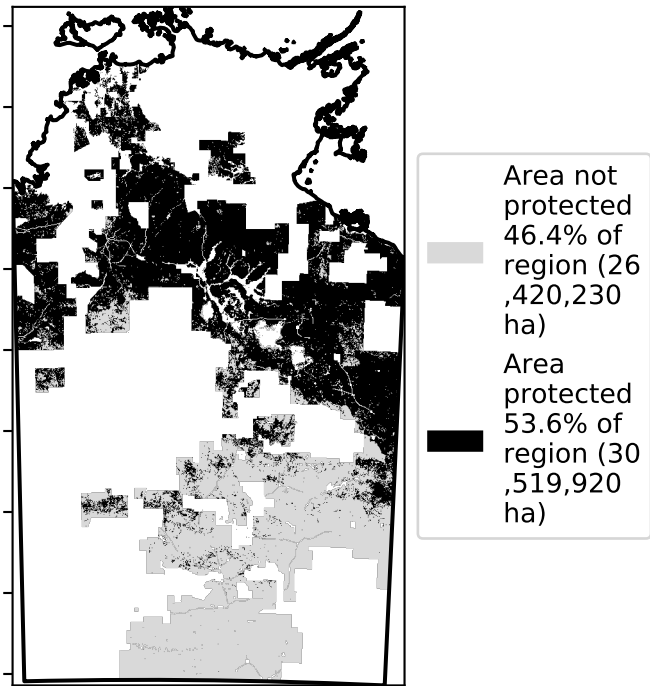 Area not
protected
46.4% of
region (26
,420,230
ha)
Area
protected
53.6% of
region (30
,519,920
ha)